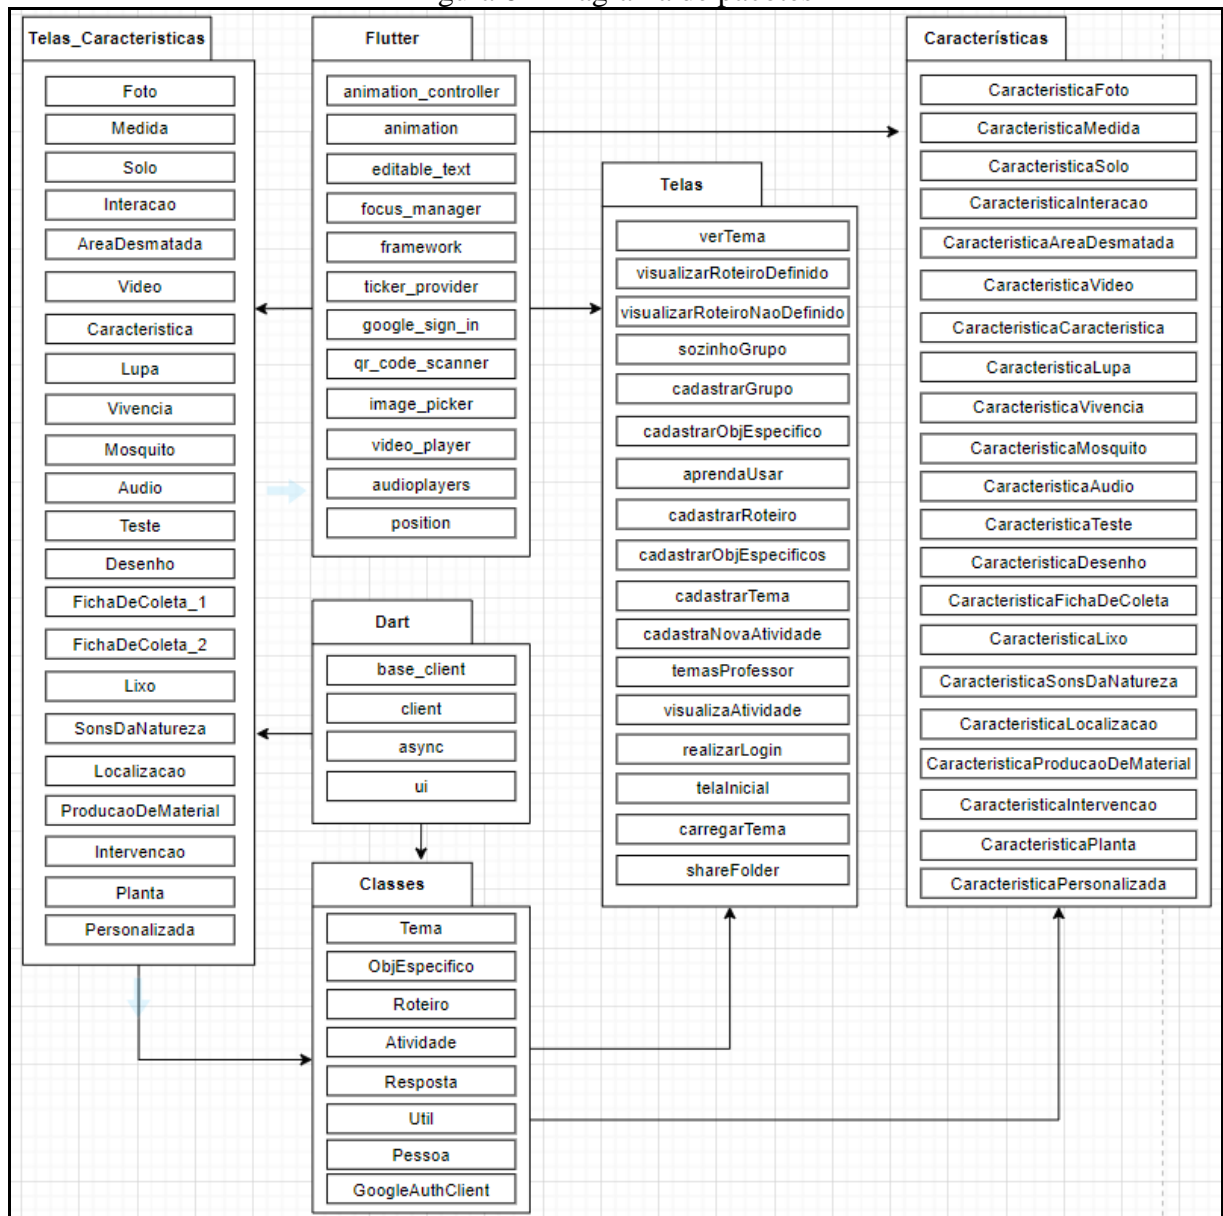 Telas_Caracteristicas
Foto
Medida
Solo
Interacao
AreaDesmatada
Video
Caracteristica
Lupa
Vivencia
Mosquito
Audio
Teste
Desenho
FichaDeColeta_1
FichaDeColeta_2
Lixo
SonsDaNatureza
Localizacao
ProducaoDeMaterial
Intervencao
Planta
Personalizada
Flutter
animation_controller
animation
editable_text
focus_manager
framework
ticker_provider
google_sign_in
qr_code_scanner
image_picker
video_player
audioplayers
position
Dart
base_client
client
async
ui
Classes
Tema
ObjEspecifico
Roteiro
Atividade
Resposta
Util
Pessoa
GoogleAuthClient
Telas
verTema
visualizarRoteiroDefinido
visualizarRoteiroNaoDefinido
sozinhoGrupo
cadastrarGrupo
cadastrarObjEspecifico
aprendaUsar
cadastrarRoteiro
cadastrarObjEspecificos
cadastrarTema
cadastraNovaAtividade
temasProfessor
visualizaAtividade
realizarLogin
telaInicial
carregarTema
shareFolder
Características
CaracteristicaFoto
CaracteristicaMedida
CaracteristicaSolo
CaracteristicaInteracao
CaracteristicaAreaDesmatada
CaracteristicaVideo
CaracteristicaCaracteristica
CaracteristicaLupa
CaracteristicaVivencia
CaracteristicaMosquito
CaracteristicaAudio
CaracteristicaTeste
CaracteristicaDesenho
CaracteristicaFichaDeColeta
CaracteristicaLixo
CaracteristicaSonsDaNatureza
CaracteristicaLocalizacao
CaracteristicaProducaoDeMaterial
CaracteristicaIntervencao
CaracteristicaPlanta
CaracteristicaPersonalizada